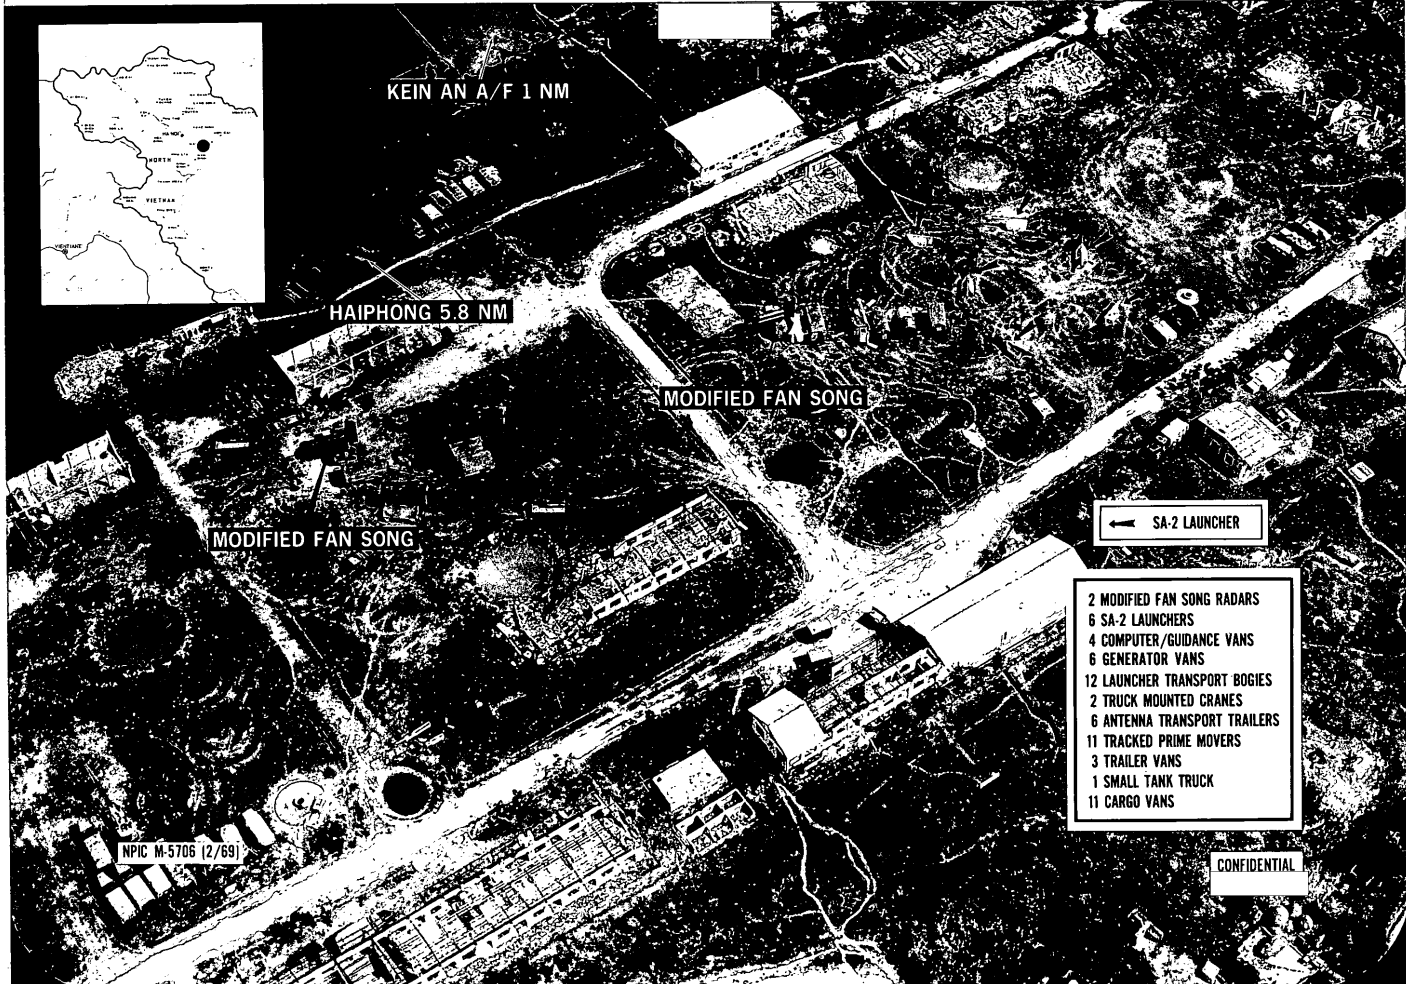 KEIN AN A/F 1 NM
HANOI
NORTH
VIETNAM
VIENTIANE
HAIPHONG 5.8 NM
MODIFIED FAN SONG
MODIFIED FAN SONG
SA-2 LAUNCHER
2 MODIFIED FAN SONG RADARS
6 SA-2 LAUNCHERS
4 COMPUTER/GUIDANCE VANS
6 GENERATOR VANS
12 LAUNCHER TRANSPORT BOGIES
2 TRUCK MOUNTED CRANES
6 ANTENNA TRANSPORT TRAILERS
11 TRACKED PRIME MOVERS
3 TRAILER VANS
1 SMALL TANK TRUCK
11 CARGO VANS
NPIC M-5706 (2/69)
CONFIDENTIAL